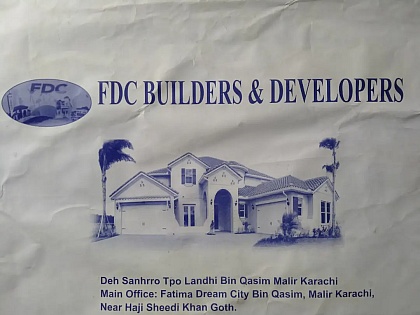 FDC
FDC BUILDERS & DEVELOPERS
Deh Sanhrro Tpo Landhi Bin Qasim Malir Karachi
Main Office: Fatima Dream City Bin Qasim, Malir Karachi,
Near Haji Sheedi Khan Goth.